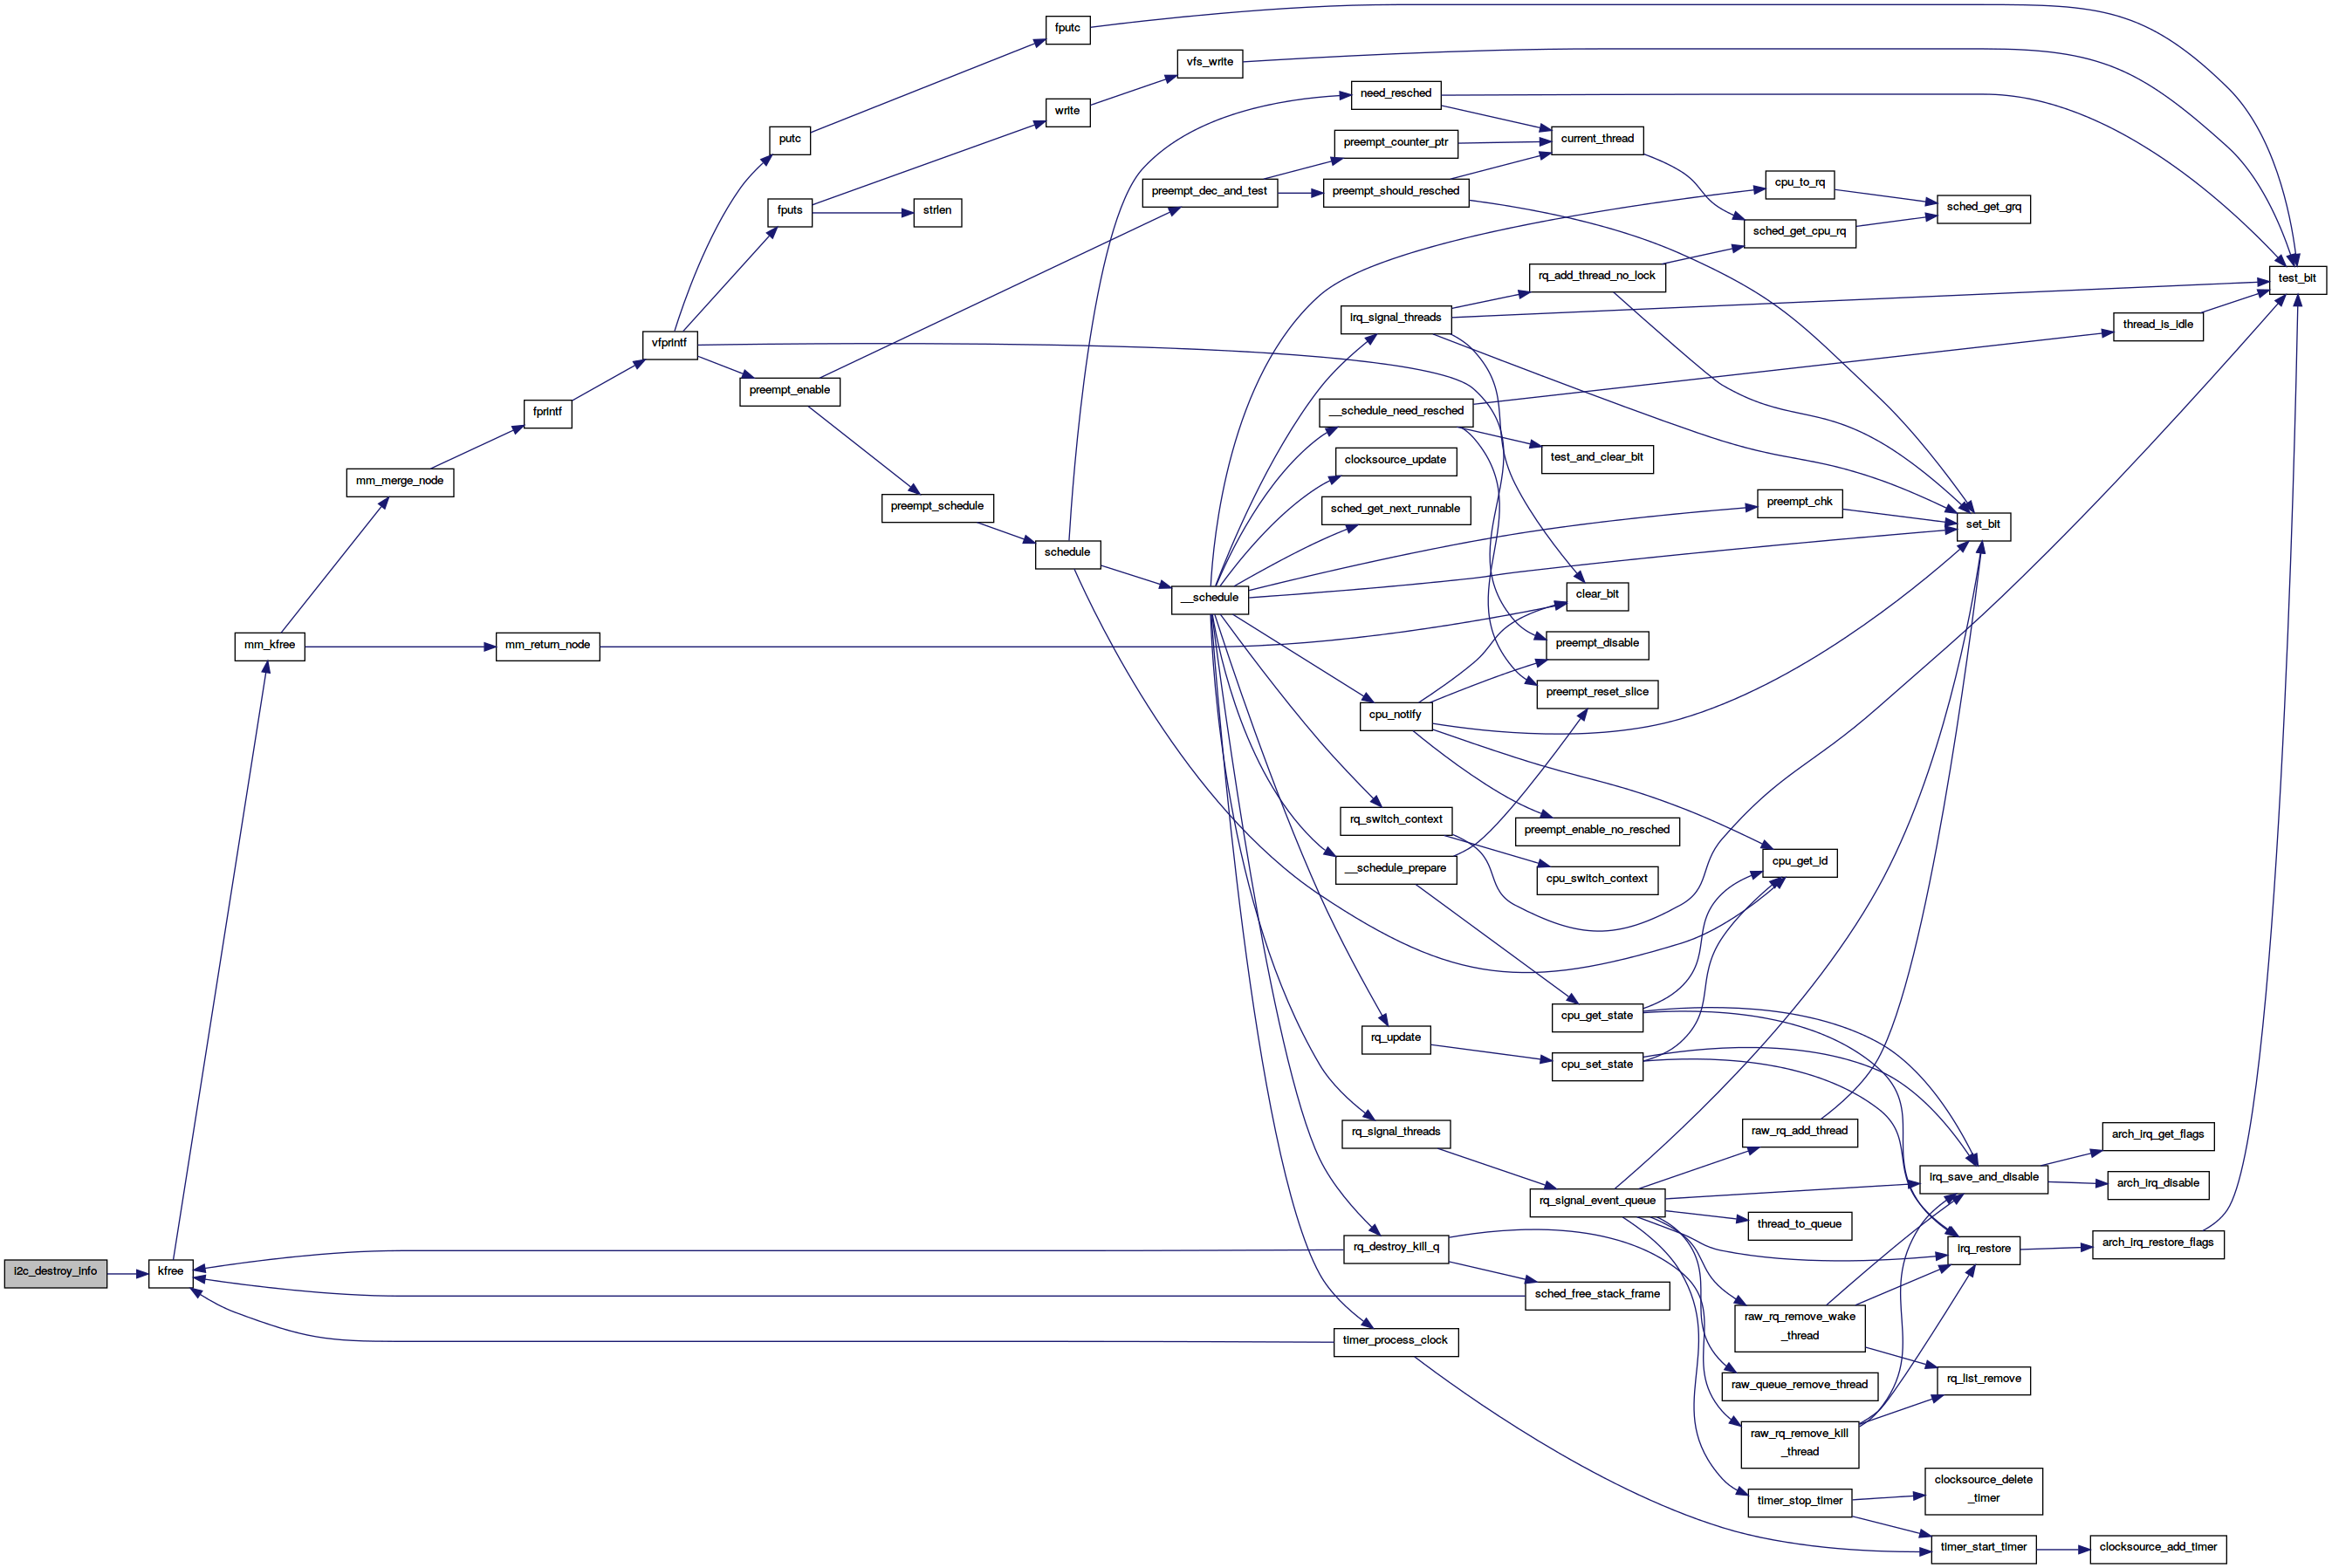 fputc
vfs_write
need_resched
write
putc
current_thread
preempt_counter_ptr
cpu_to_rq
preempt_dec_and_test
preempt_should_resched
fputs
strlen
sched_get_grq
sched_get_cpu_rq
rq_add_thread_no_lock
test_bit
irq_signal_threads
thread_is_idle
vfprintf
preempt_enable
fprintf
__schedule_need_resched
clocksource_update
test_and_clear_bit
mm_merge_node
sched_get_next_runnable
preempt_chk
preempt_schedule
set_bit
schedule
__schedule
clear_bit
mm_kfree
mm_return_node
preempt_disable
preempt_reset_slice
cpu_notify
rq_switch_context
preempt_enable_no_resched
cpu_get_id
__schedule_prepare
cpu_switch_context
cpu_get_state
rq_update
cpu_set_state
rq_signal_threads
raw_rq_add_thread
arch_irq_get_flags
irq_save_and_disable
arch_irq_disable
rq_signal_event_queue
thread_to_queue
arch_irq_restore_flags
rq_destroy_kill_q
irq_restore
i2c_destroy_info
kfree
sched_free_stack_frame
raw_rq_remove_wake
_thread
timer_process_clock
rq_list_remove
raw_queue_remove_thread
raw_rq_remove_kill
_thread
clocksource_delete
_timer
timer_stop_timer
timer_start_timer
clocksource_add_timer